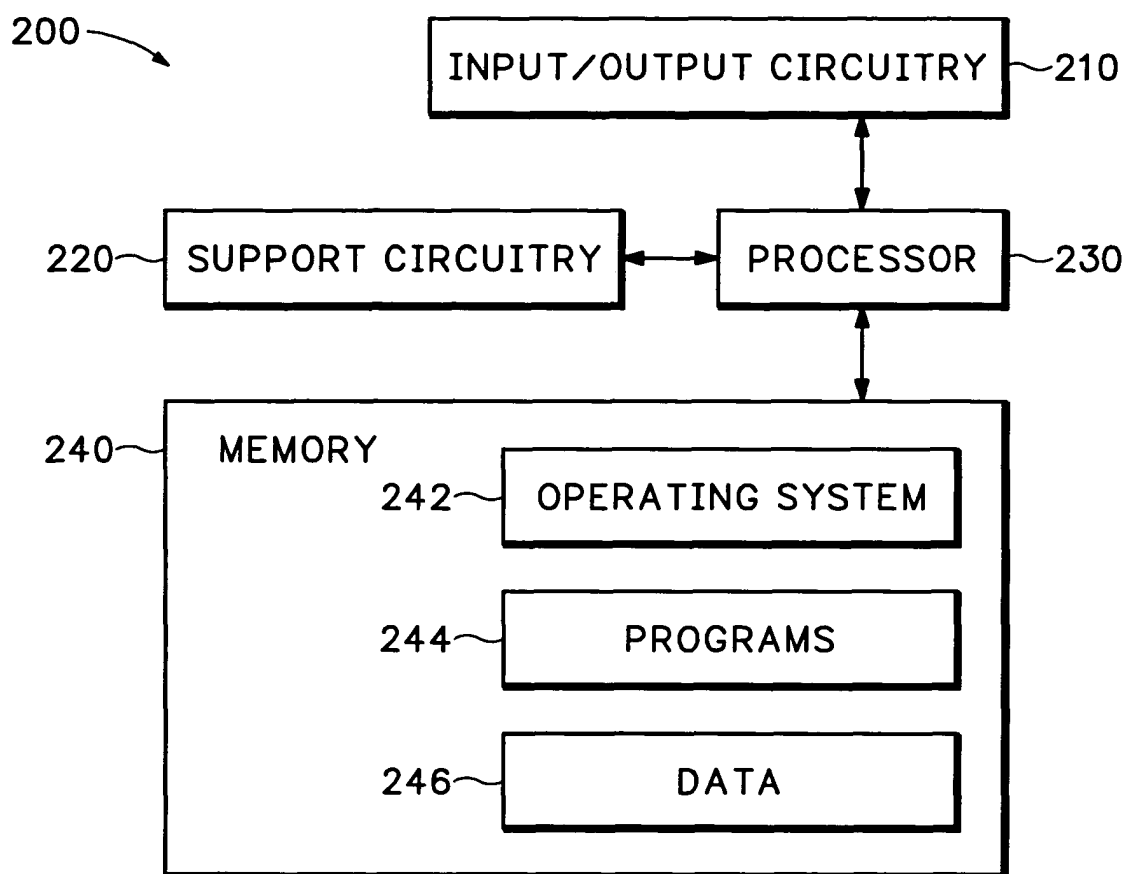 200
INPUT/OUTPUT CIRCUITRY 210
220 SUPPORT CIRCUITRY PROCESSOR 230
240 MEMORY
242 OPERATING SYSTEM
244 PROGRAMS
246 DATA